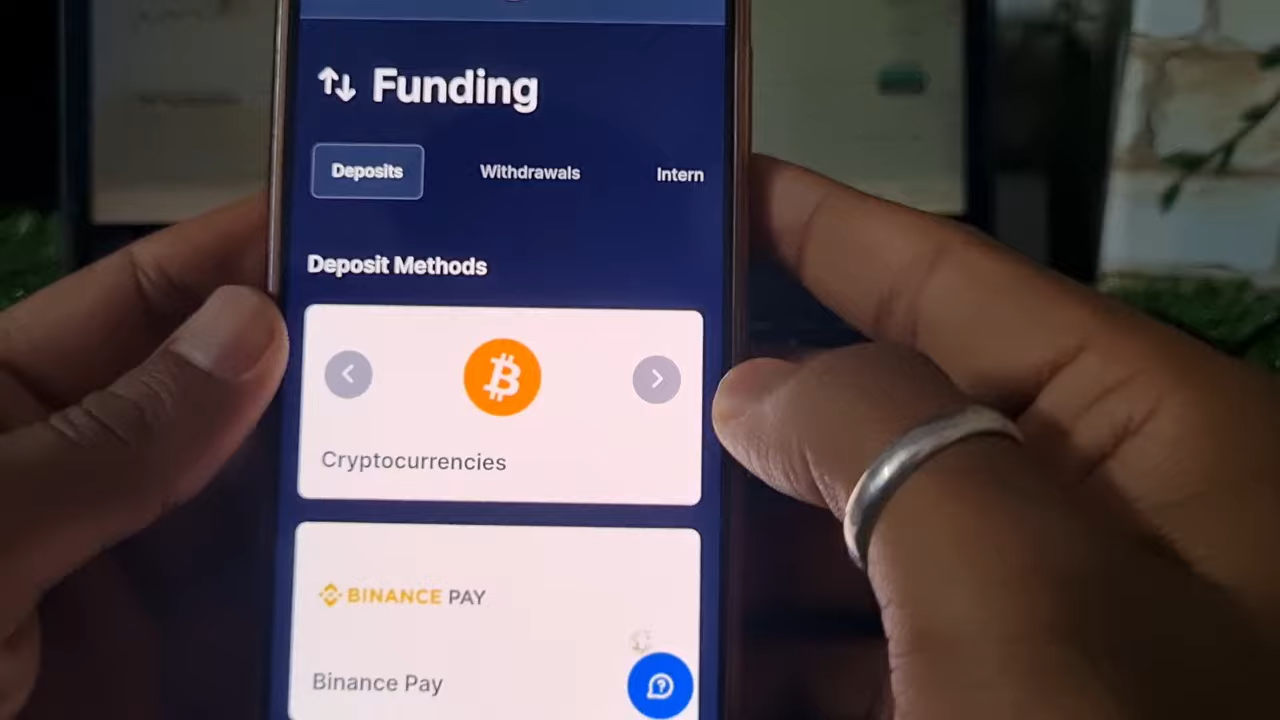 Funding
Deposits Withdrawals Intern
Deposit Methods
Cryptocurrencies
BINANCE PAY
Binance Pay